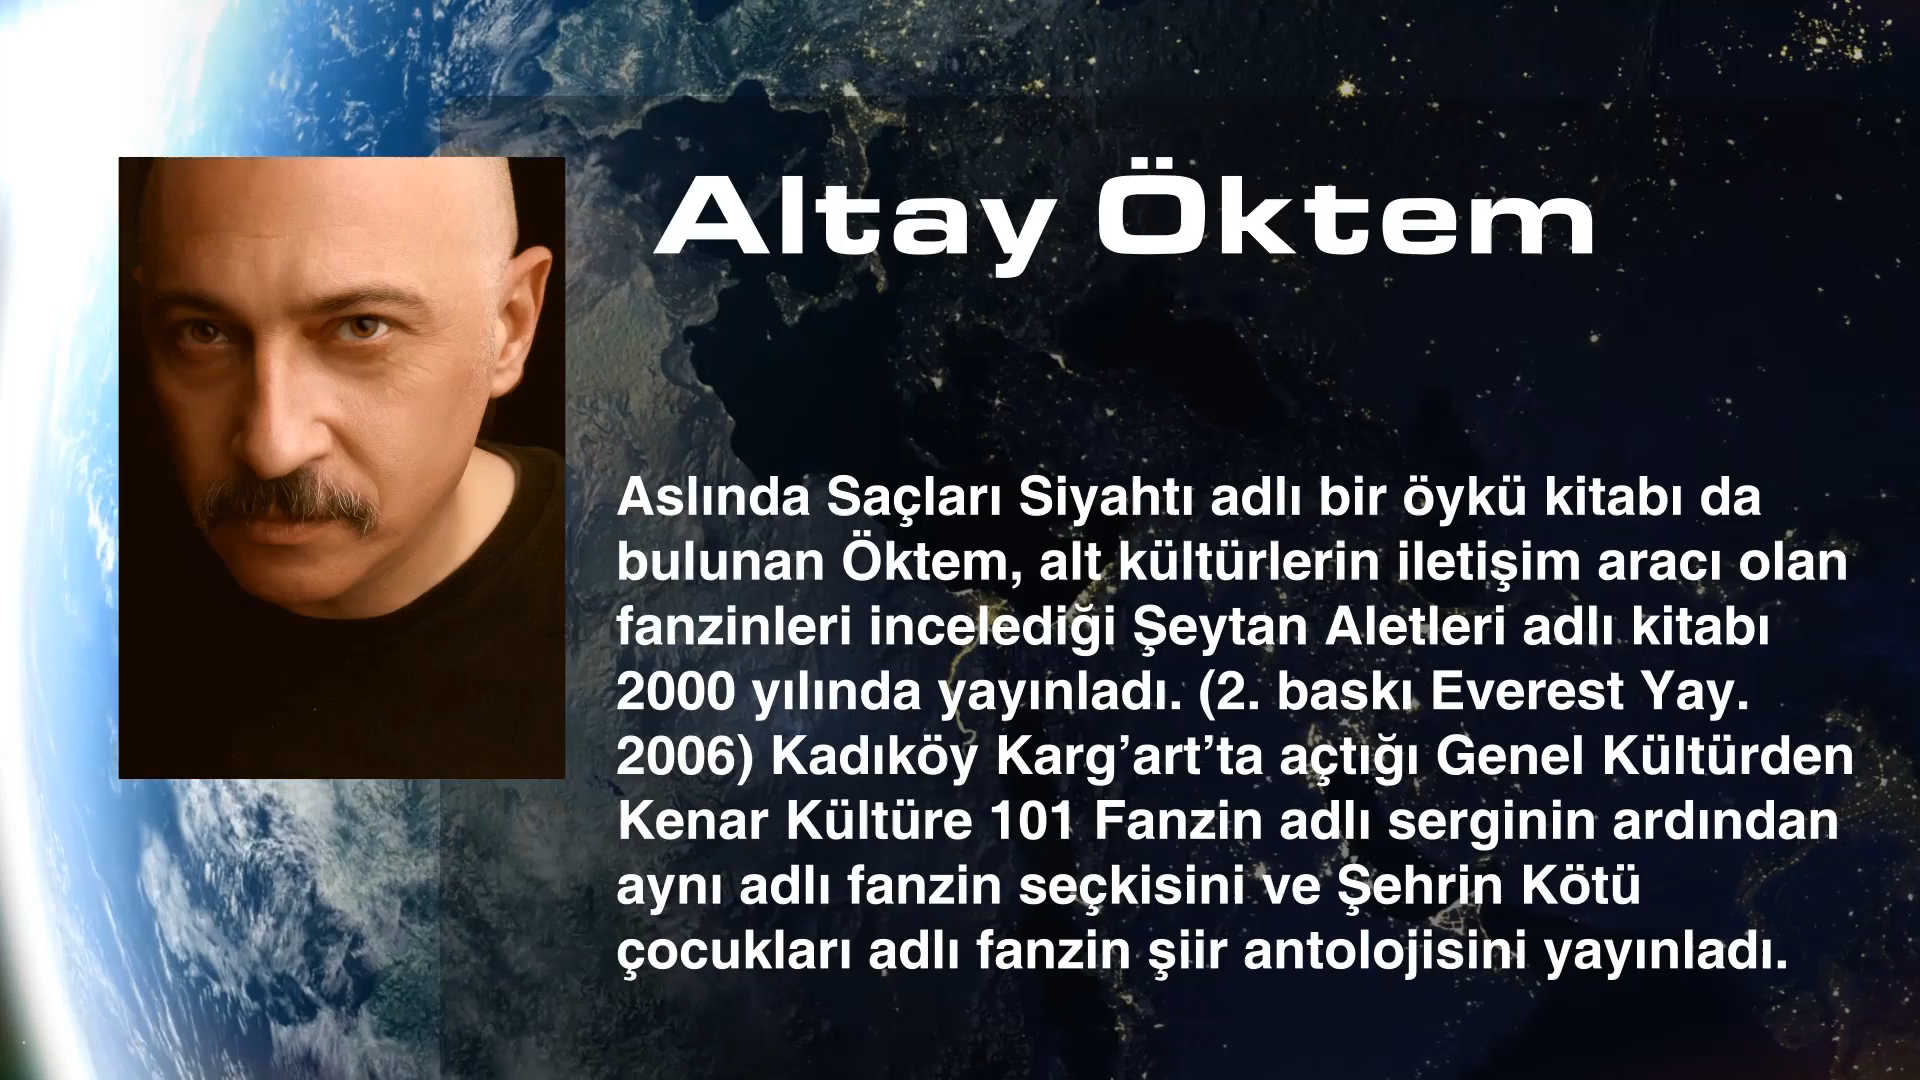 Altay Öktem
Aslında Saçları Siyahtı adlı bir öykü kitabı da
bulunan Öktem, alt kültürlerin iletişim aracı olan
fanzinleri incelediği Şeytan Aletleri adlı kitabı
2000 yılında yayınladı. (2. baskı Everest Yay.
2006) Kadıköy Karg’art’ta açtığı Genel Kültürden
Kenar Kültüre 101 Fanzin adlı serginin ardından
aynı adlı fanzin seçkisini ve Şehrin Kötü
çocukları adlı fanzin şiir antolojisini yayınladı.